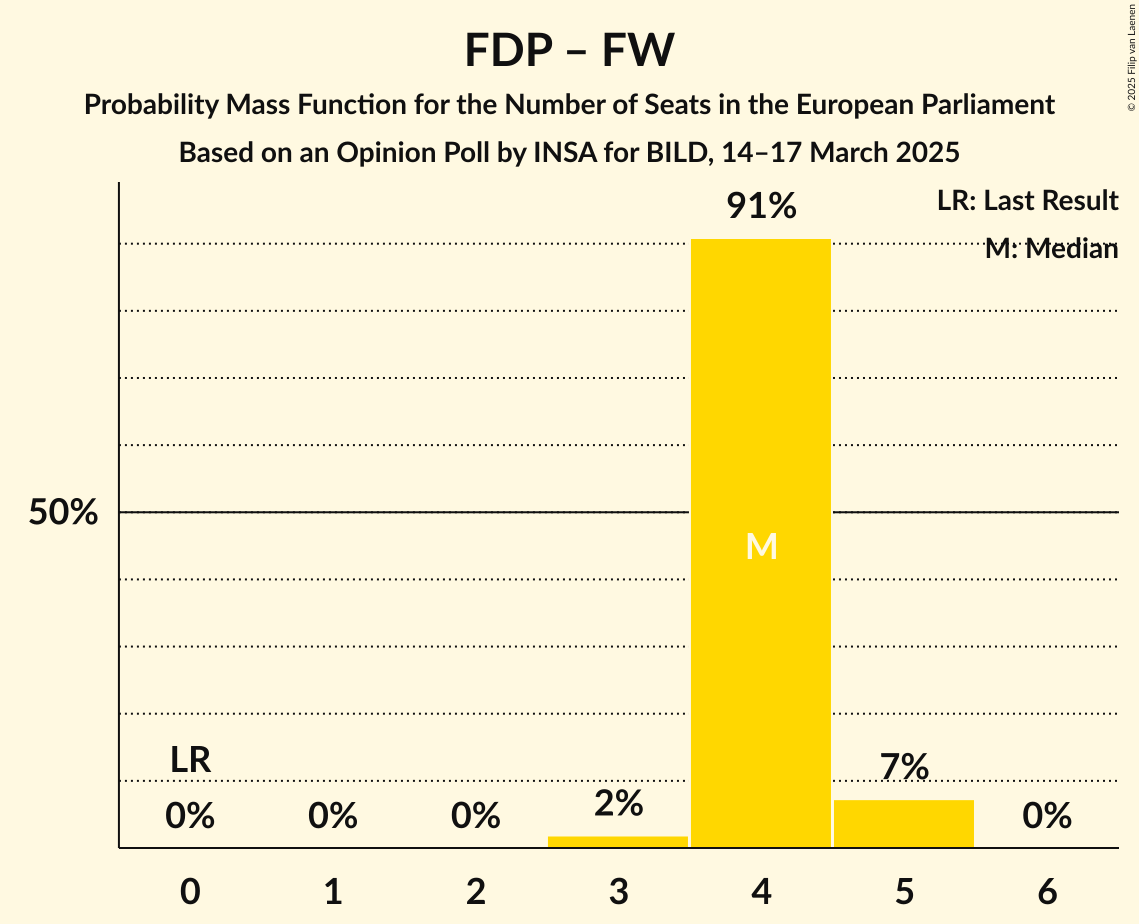 FDP – FW
Probability Mass Function for the Number of Seats in the European Parliament
Based on an Opinion Poll by INSA for BILD, 14–17 March 2025
© 2025 Filip van Laenen
LR: Last Result
M: Median
91%
50%
M
LR
0%
0%
0%
2%
7%
0%
0
1
2
3
4
5
6